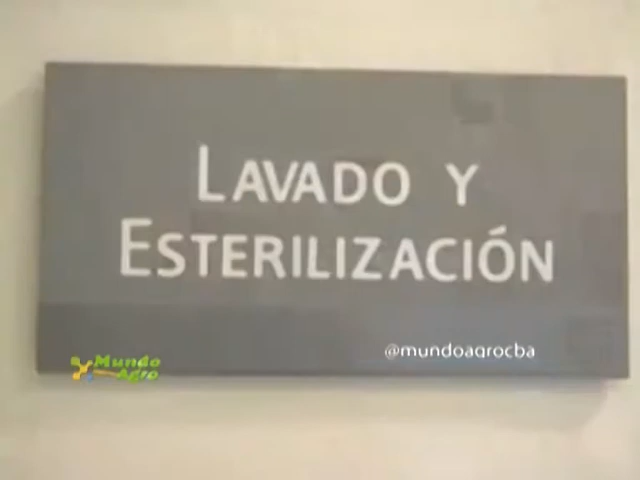 LAVADO Y
ESTERILIZACIÓN
@mundoagrocba
Mundo
Agro